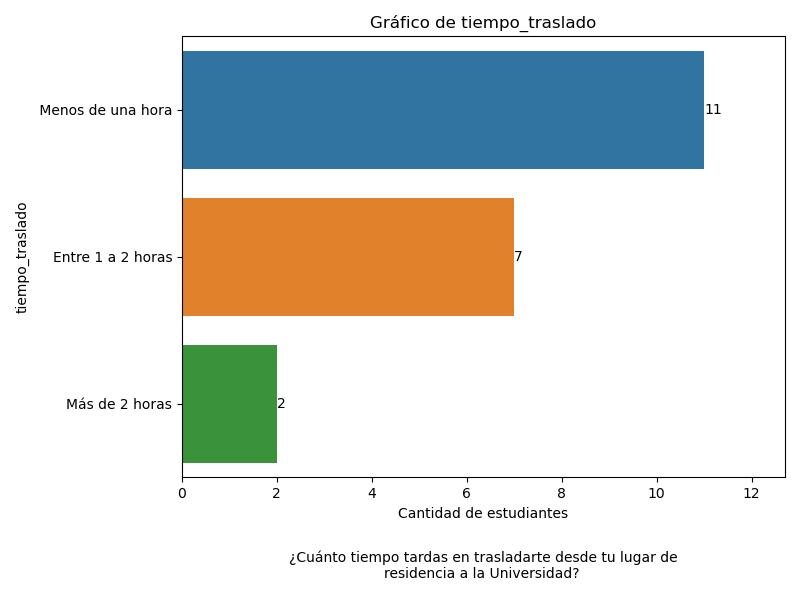 Gráfico de tiempo_traslado
Menos de una hora
11
Entre 1 a 2 horas
7
Más de 2 horas
2
tiempo_traslado
0 2 4 6 8 10 12
Cantidad de estudiantes
¿Cuánto tiempo tardas en trasladarte desde tu lugar de
residencia a la Universidad?